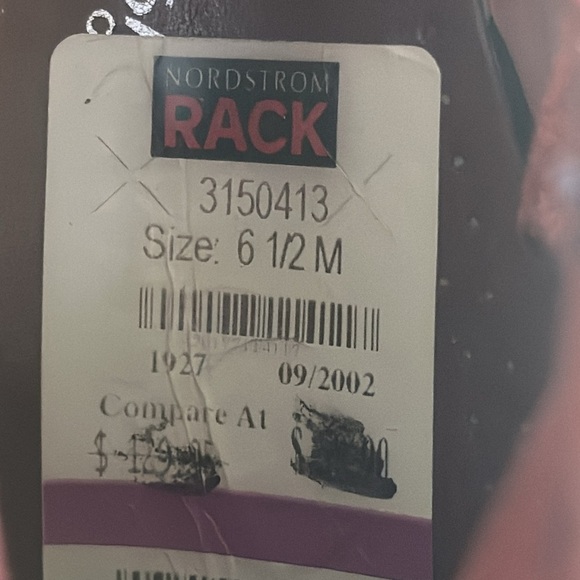 NORDSTROM
RACK
3150413
Size: 6 1/2 M
1927 09/2002
Compare At